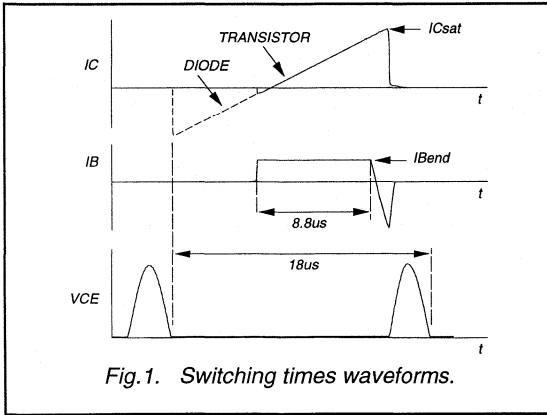 ICsat
TRANSISTOR
DIODE
IC
t
IB
IBend
t
8.8us
18us
VCE
t
Fig.1. Switching times waveforms.